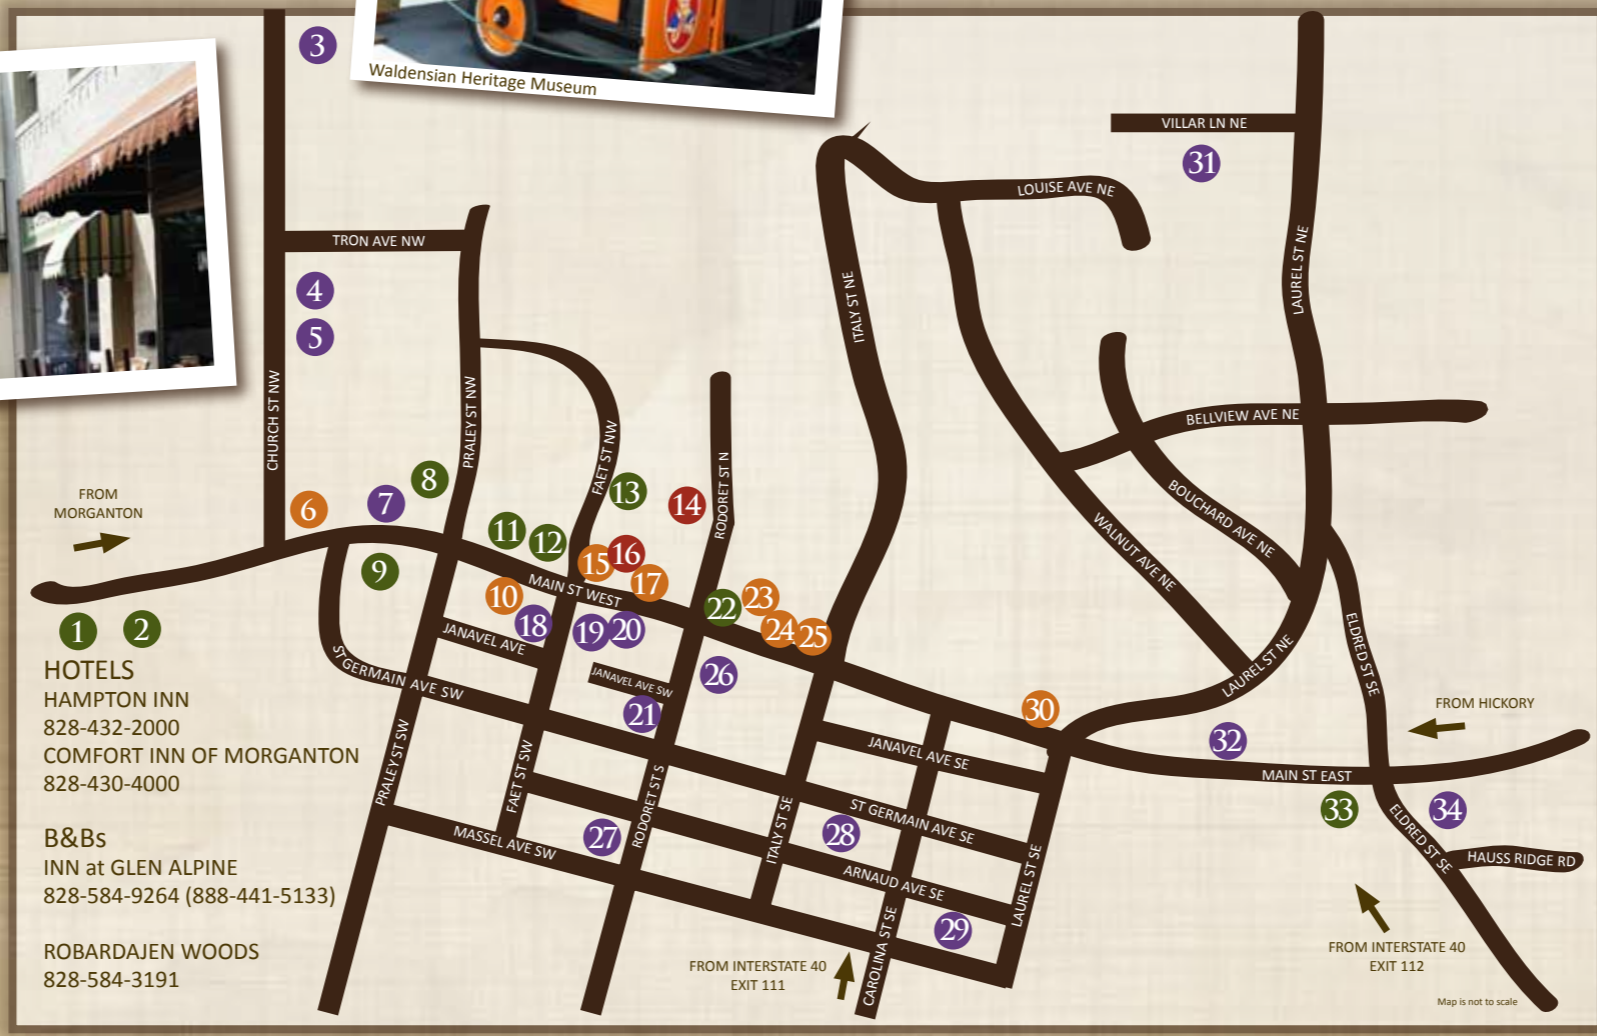 Waldensian Heritage Museum
3
VILLAR LN NE
31
LOUISE AVE NE
TRON AVE NW
LAUREL ST NE
4
5
ITALY ST NE
CHURCH ST NW
PRALEY ST NW
FAET ST NW
BELLVIEW AVE NE
RODORET ST N
BOUCHARD AVE NE
WALNUT AVE NE
FROM
MORGANTON
6
7
8
13
14
11
12
9
15
16
17
10
MAIN ST WEST
18
19
20
22
23
24
25
1
2
JANAVEL AVE
JANAVEL AVE SW
26
21
ST GERMAIN AVE SW
30
LAUREL ST NE
ELDRED ST SE
FROM HICKORY
32
MAIN ST EAST
33
34
ELDRED ST SE
HAUSS RIDGE RD
HOTELS
HAMPTON INN
828-432-2000
COMFORT INN OF MORGANTON
828-430-4000
B&Bs
INN at GLEN ALPINE
828-584-9264 (888-441-5133)
ROBARDAJEN WOODS
828-584-3191
PRALEY ST SW
FAET ST SW
RODORET ST S
MASSEL AVE SW
27
ITALY ST SE
JANAVEL AVE SE
ST GERMAIN AVE SE
28
ARNAUD AVE SE
29
LAUREL ST SE
CAROLINA ST SE
FROM INTERSTATE 40
EXIT 111
FROM INTERSTATE 40
EXIT 112
Map is not to scale